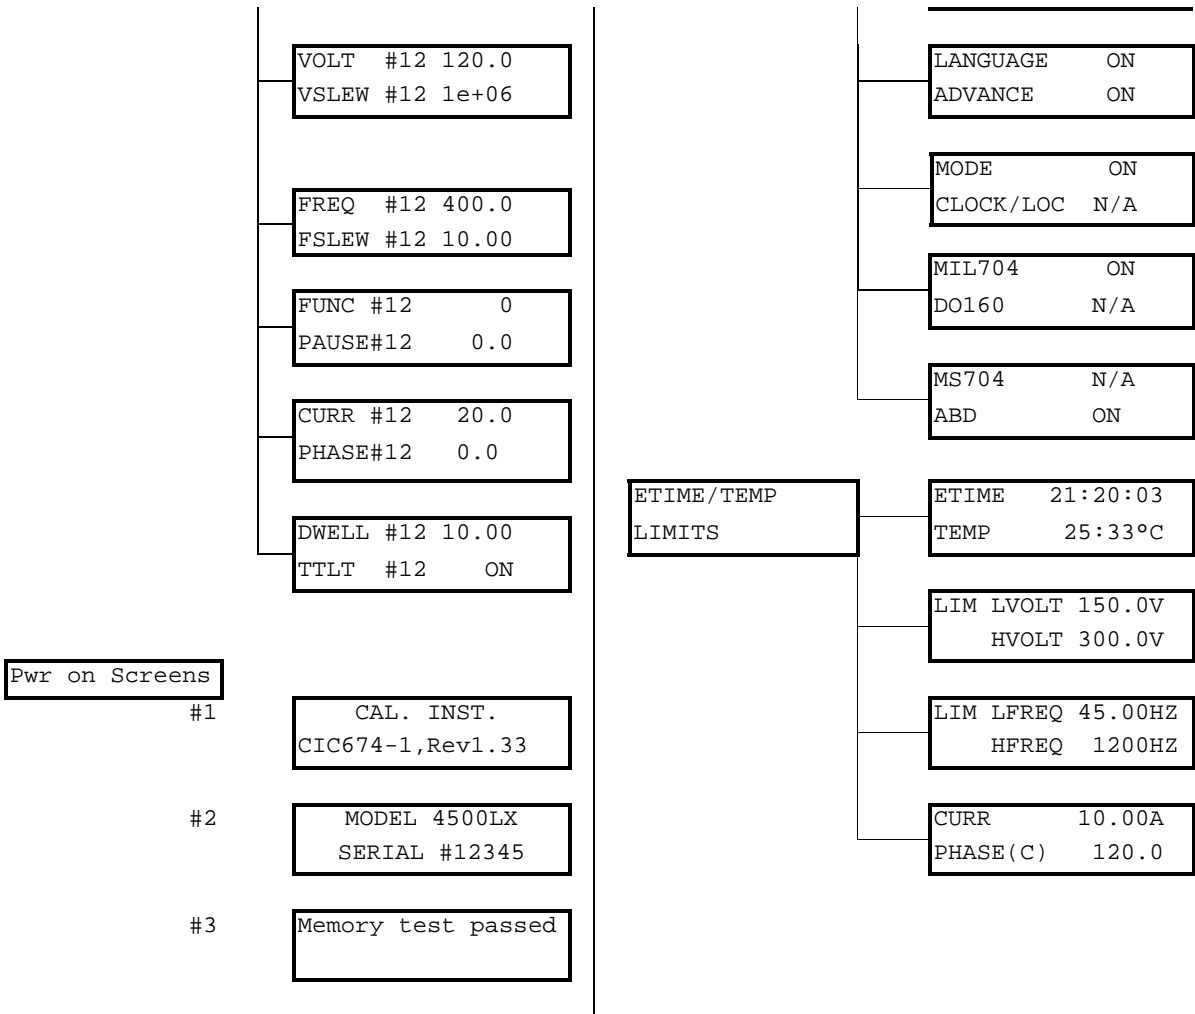 VOLT #12 120.0
VSLEW #12 1e+06
FREQ #12 400.0
FSLEW #12 10.00
FUNC #12 0
PAUSE#12 0.0
CURR #12 20.0
PHASE#12 0.0
DWELL #12 10.00
TTLT #12 ON
Pwr on Screens
#1
CAL. INST.
CIC674-1,Rev1.33
#2
MODEL 4500LX
SERIAL #12345
#3
Memory test passed
LANGUAGE ON
ADVANCE ON
MODE ON
CLOCK/LOC N/A
MIL704 ON
DO160 N/A
MS704 N/A
ABD ON
ETIME/TEMP
LIMITS
ETIME 21:20:03
TEMP 25:33°C
LIM LVOLT 150.0V
HVOLT 300.0V
LIM LFREQ 45.00HZ
HFREQ 1200HZ
CURR 10.00A
PHASE(C) 120.0